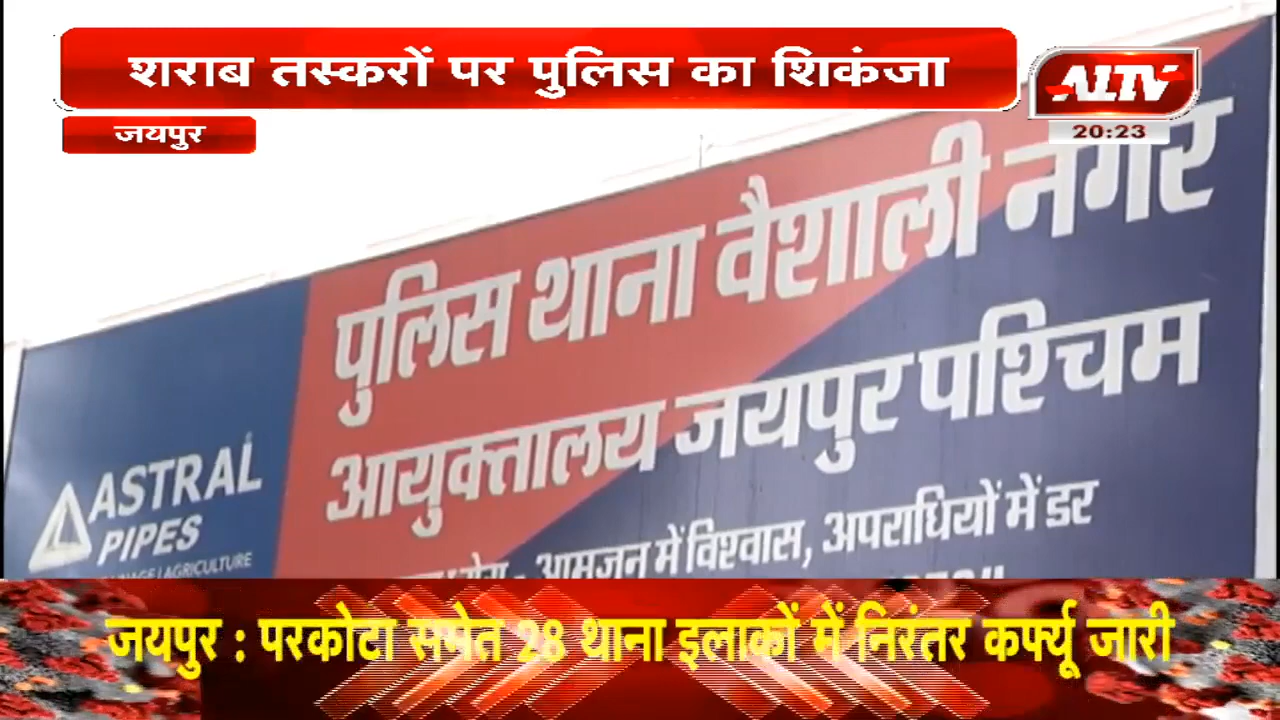 शराब तस्करों पर पुलिस का शिकंजा
ALTV
जयपुर
20:23
पुलिस थाना वैशाली नगर
आयुक्तालय जयपुर पश्चिम
आमजन में विश्वास, अपराधियों में डर
ASTRAL
PIPES
AGRICULTURE
जयपुर : परकोटा समेत 28 थाना इलाकों में निरंतर कर्फ्यू जारी